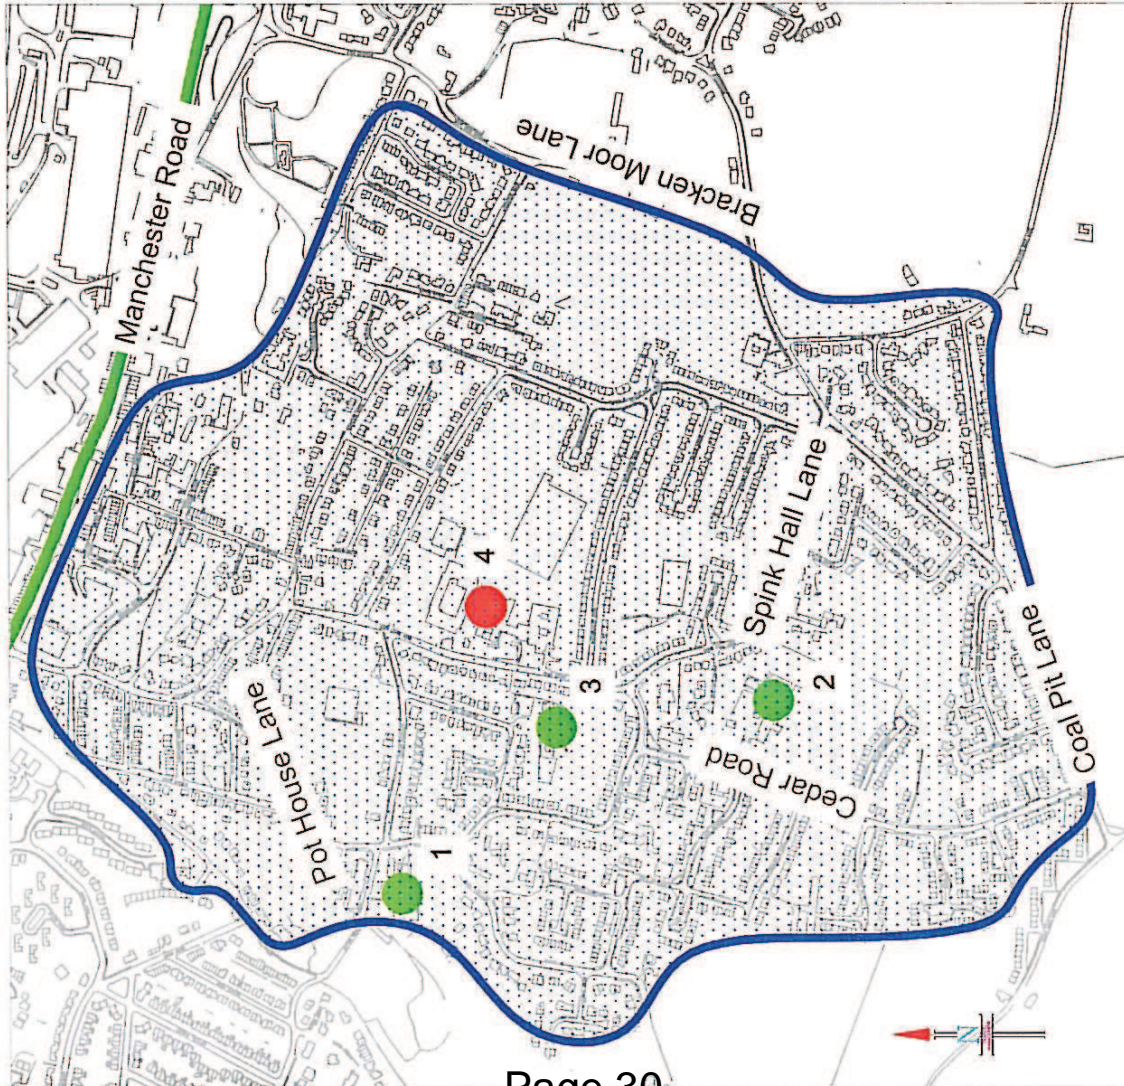 Manchester Road
Bracken Moor Lane
Pot House Lane
4
3
1
Spink Hall Lane
2
Cedar Road
Coal Pit Lane
N
Page 30